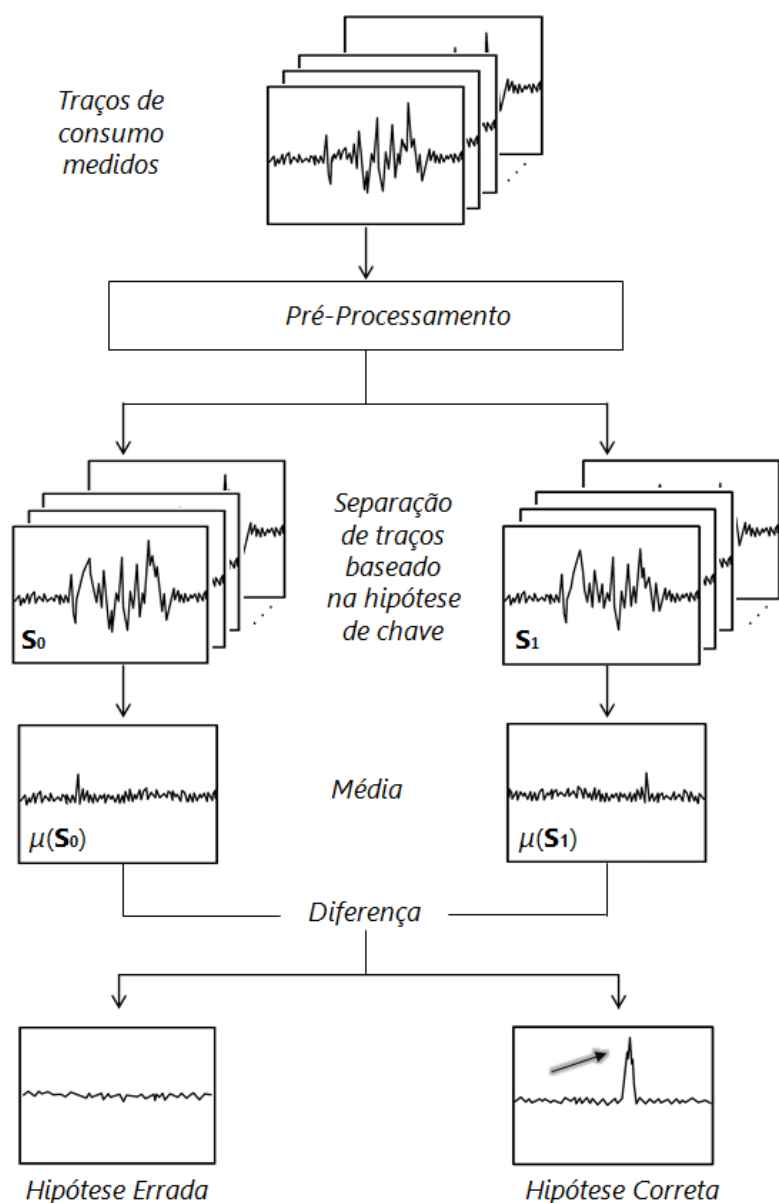 Traços de
consumo
medidos
Pré-Processamento
Separação
de traços
baseado
na hipótese
de chave
S₀
S₁
Média
μ(S₀)
μ(S₁)
Diferença
Hipótese Errada
Hipótese Correta